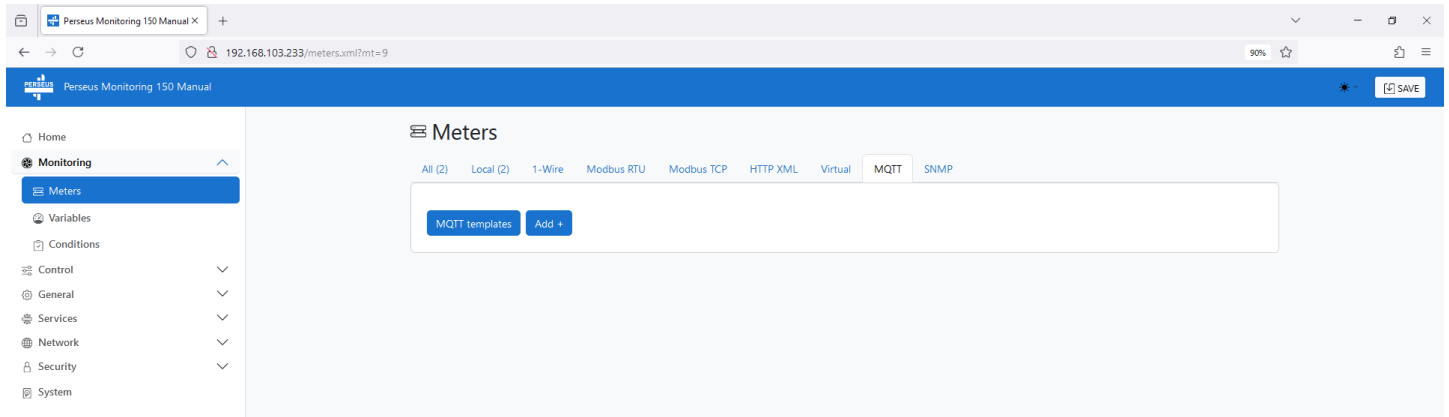 Perseus Monitoring 150 Manual
192.168.103.233/meters.xml?mt=9
90%
PERSEUS
Perseus Monitoring 150 Manual
SAVE
Home
Monitoring
Meters
Variables
Conditions
Control
General
Services
Network
Security
System
Meters
All (2) Local (2) 1-Wire Modbus RTU Modbus TCP HTTP XML Virtual MQTT SNMP
MQTT templates Add +